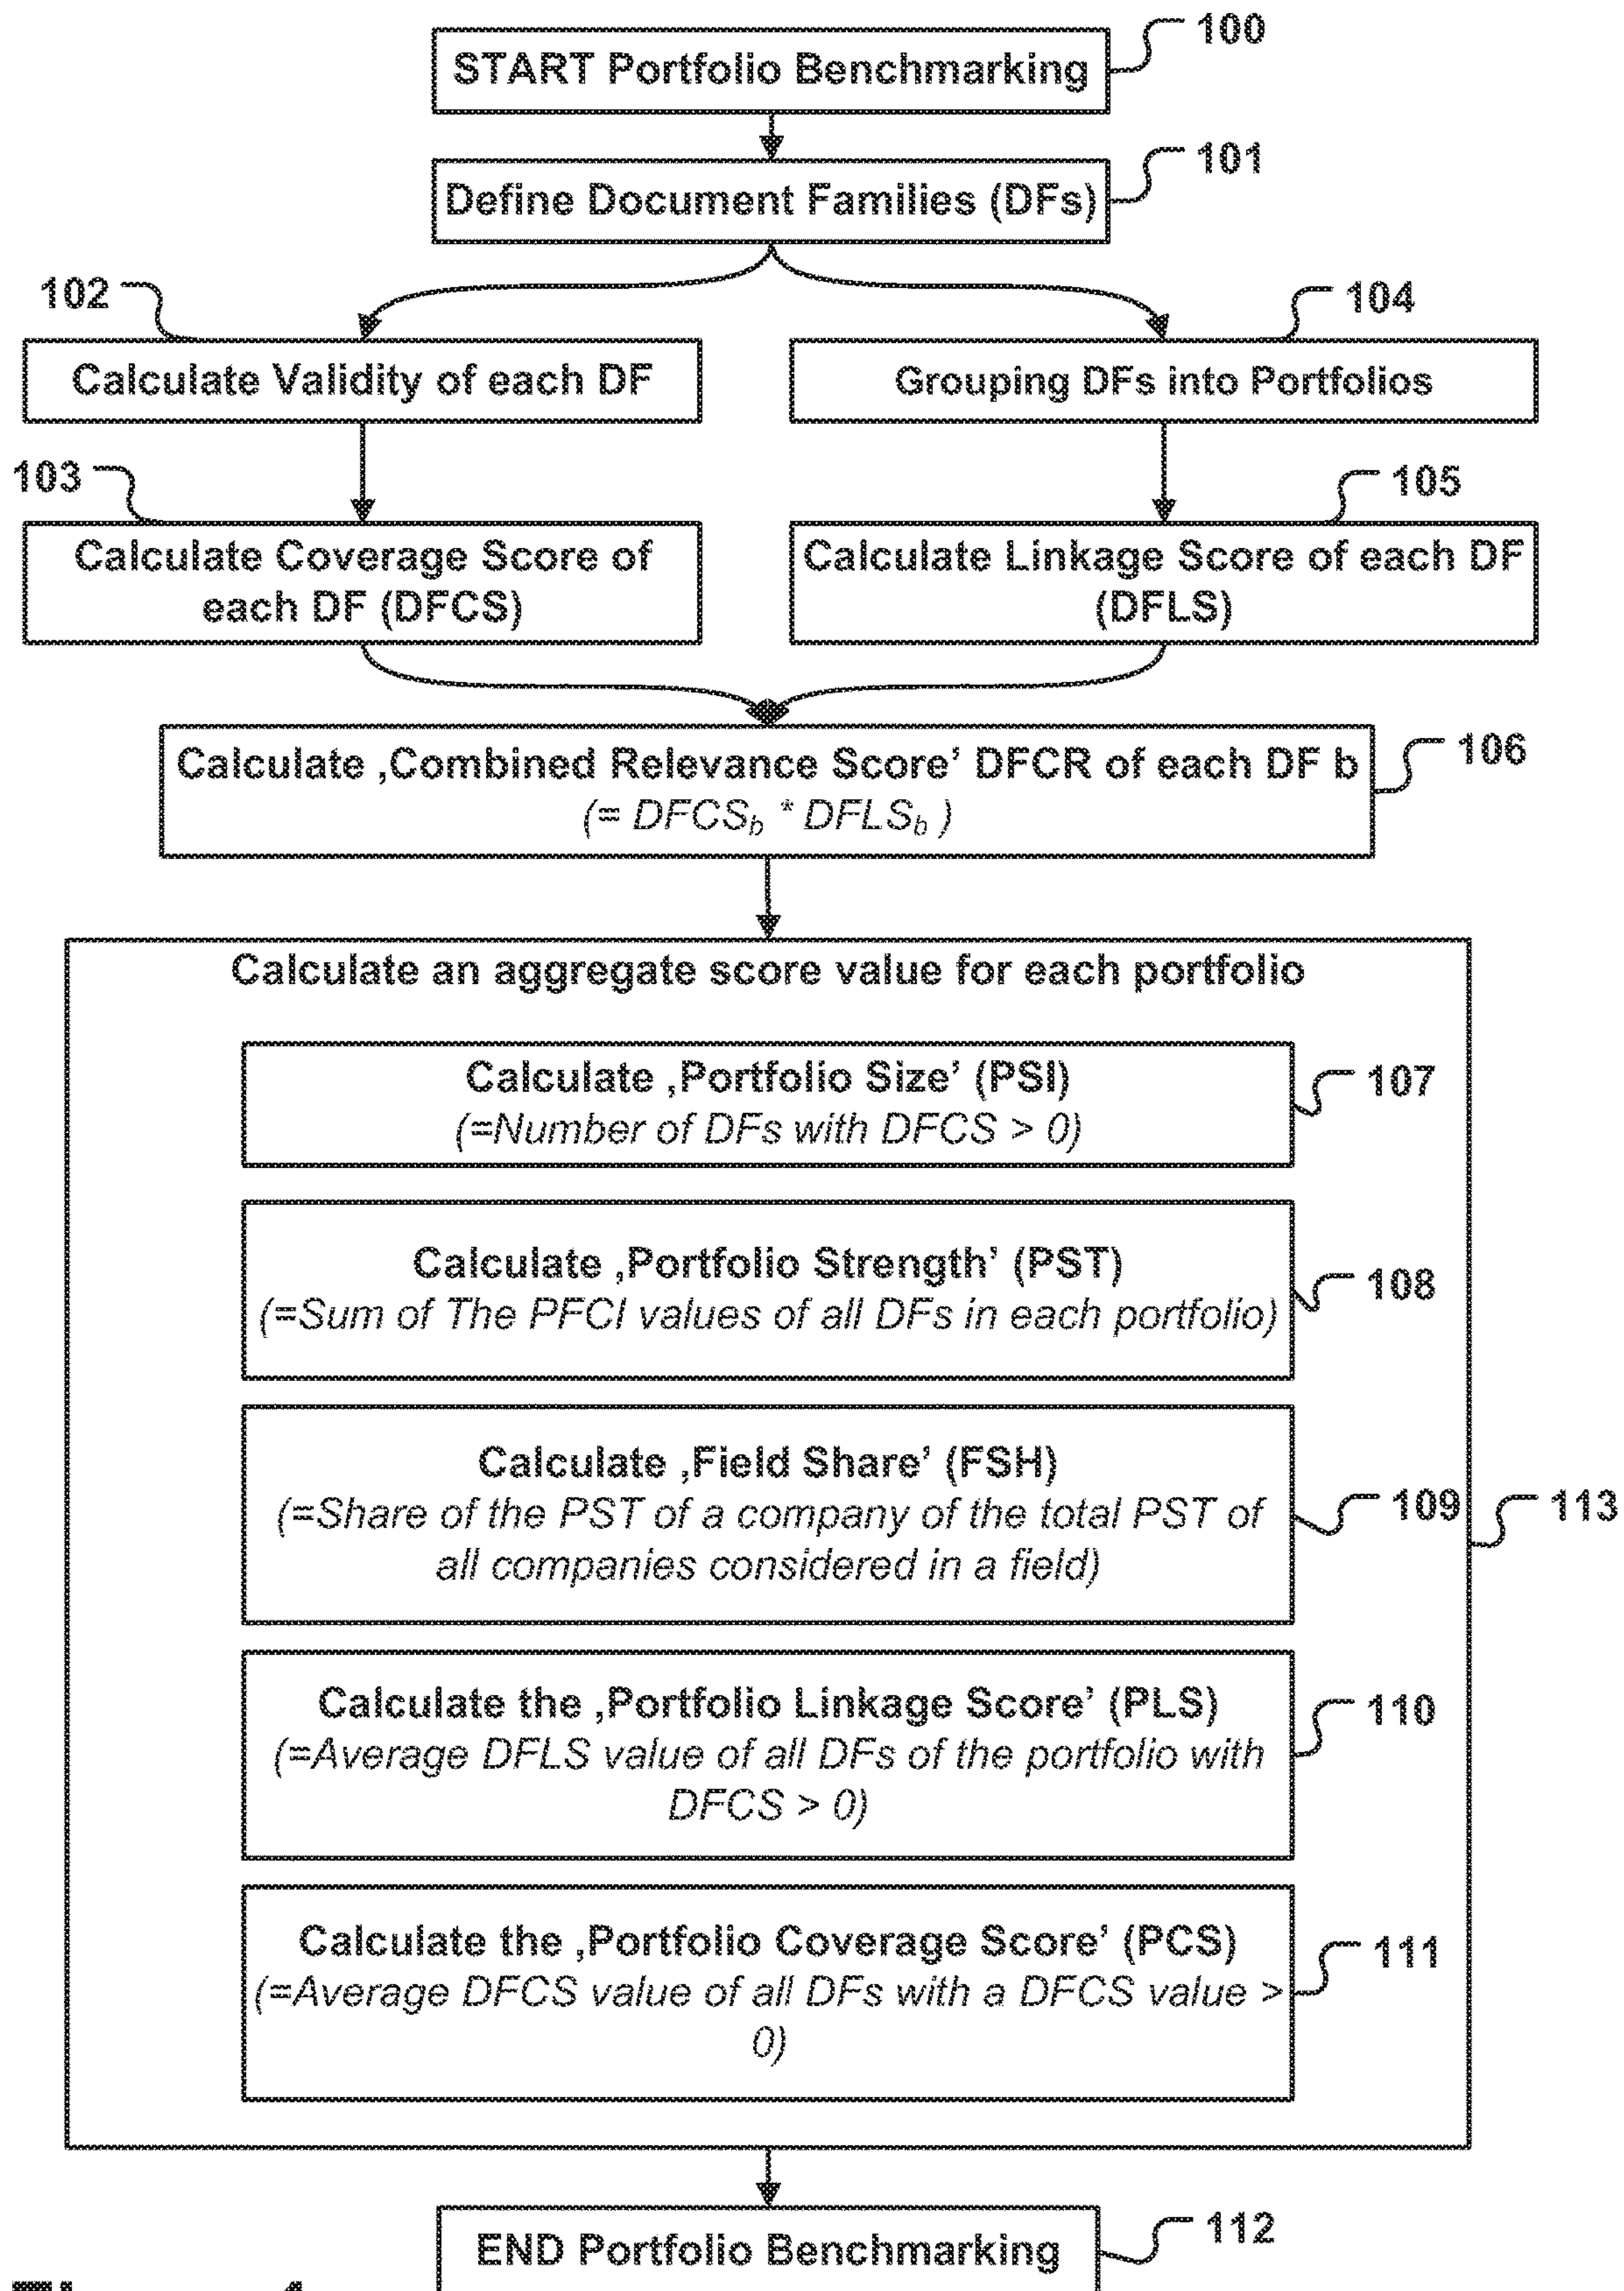 100
START Portfolio Benchmarking
101
Define Document Families (DFs)
102
104
Calculate Validity of each DF
Grouping DFs into Portfolios
103
105
Calculate Coverage Score of
each DF (DFCS)
Calculate Linkage Score of each DF
(DFLS)
106
Calculate ‚Combined Relevance Score’ DFCR of each DF b
(= DFCSb * DFLSb )
Calculate an aggregate score value for each portfolio
Calculate ‚Portfolio Size’ (PSI)
(=Number of DFs with DFCS > 0)
107
Calculate ‚Portfolio Strength’ (PST)
(=Sum of The PFCI values of all DFs in each portfolio)
108
Calculate ‚Field Share’ (FSH)
(=Share of the PST of a company of the total PST of
all companies considered in a field)
109
113
Calculate the ‚Portfolio Linkage Score’ (PLS)
(=Average DFLS value of all DFs of the portfolio with
DFCS > 0)
110
Calculate the ‚Portfolio Coverage Score’ (PCS)
(=Average DFCS value of all DFs with a DFCS value >
0)
111
112
END Portfolio Benchmarking